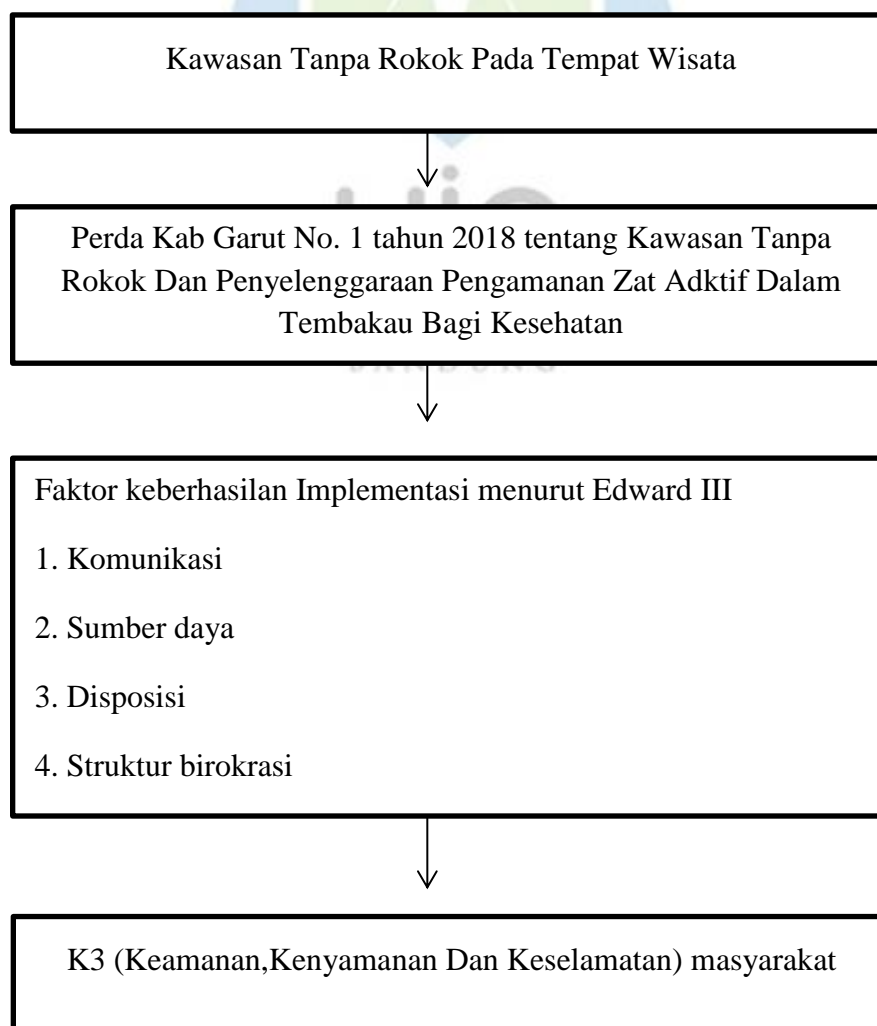 Kawasan Tanpa Rokok Pada Tempat Wisata
Perda Kab Garut No. 1 tahun 2018 tentang Kawasan Tanpa
Rokok Dan Penyelenggaraan Pengamanan Zat Adktif Dalam
Tembakau Bagi Kesehatan
Faktor keberhasilan Implementasi menurut Edward III
1. Komunikasi
2. Sumber daya
3. Disposisi
4. Struktur birokrasi
K3 (Keamanan,Kenyamanan Dan Keselamatan) masyarakat